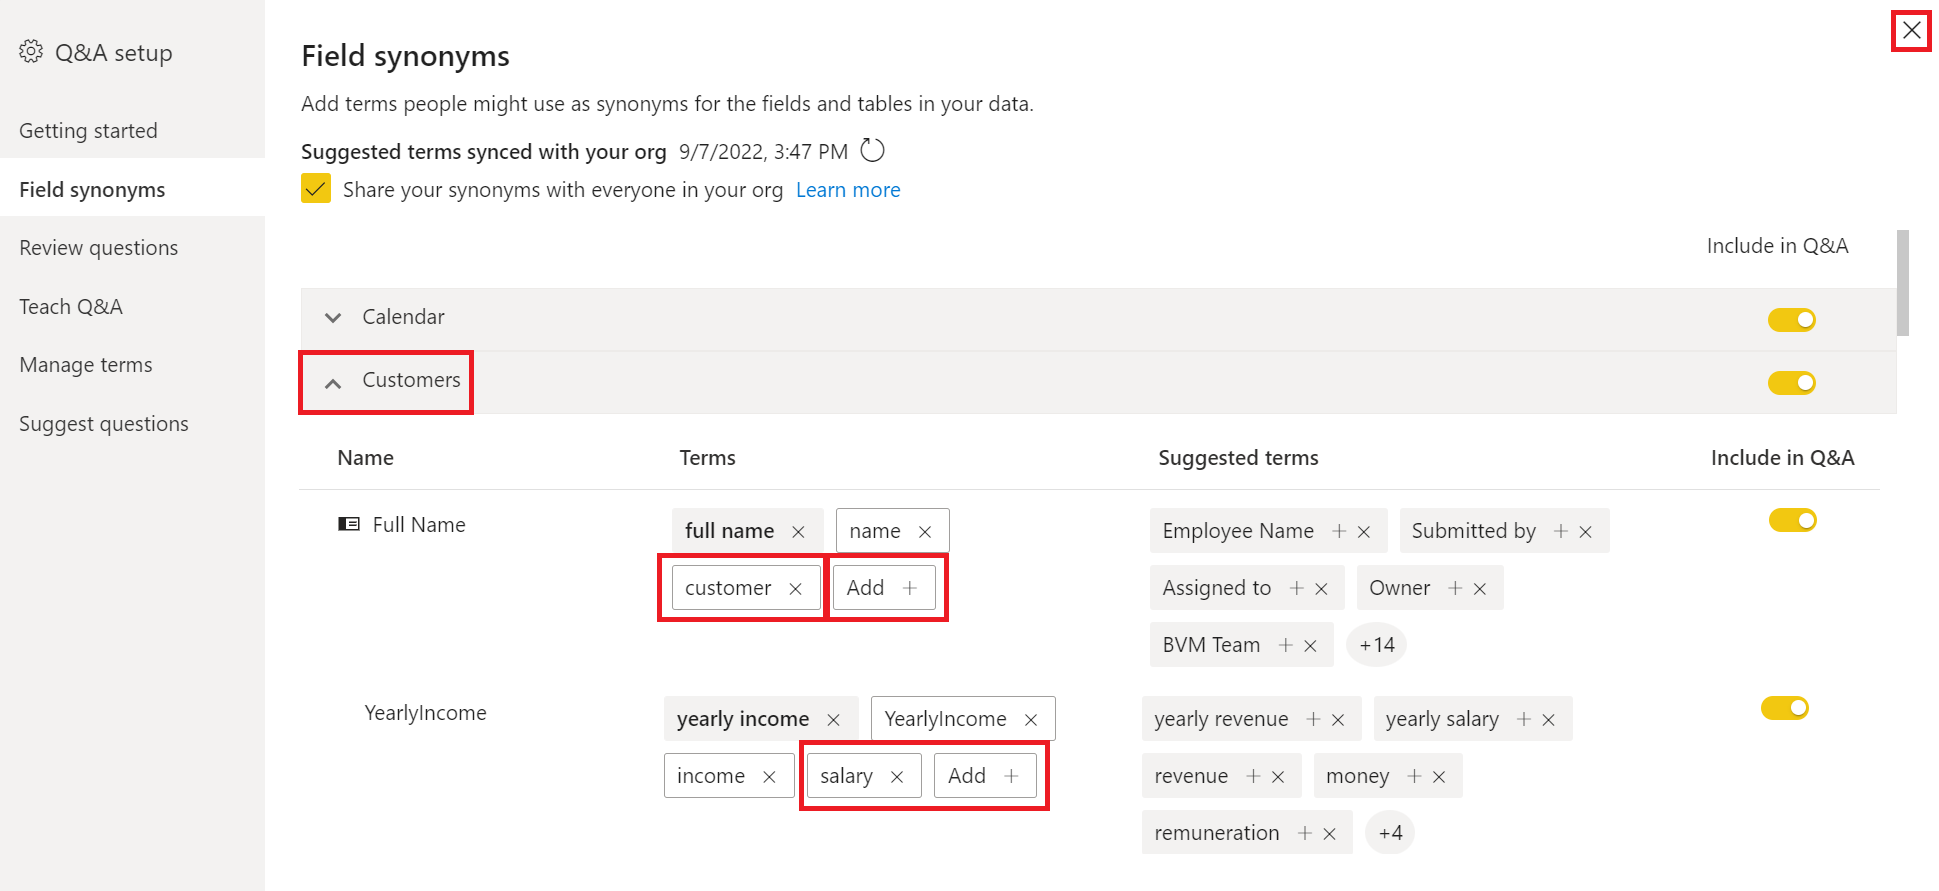 Q&A setup
Getting started
Field synonyms
Review questions
Teach Q&A
Manage terms
Suggest questions
Field synonyms
Add terms people might use as synonyms for the fields and tables in your data.
Suggested terms synced with your org 9/7/2022, 3:47 PM
Share your synonyms with everyone in your org Learn more
Include in Q&A
Calendar
Customers
Name Terms Suggested terms Include in Q&A
Full Name full name name Employee Name Submitted by
customer Add Assigned to Owner
BVM Team +14
YearlyIncome yearly income YearlyIncome yearly revenue yearly salary
income salary Add revenue money
remuneration +4